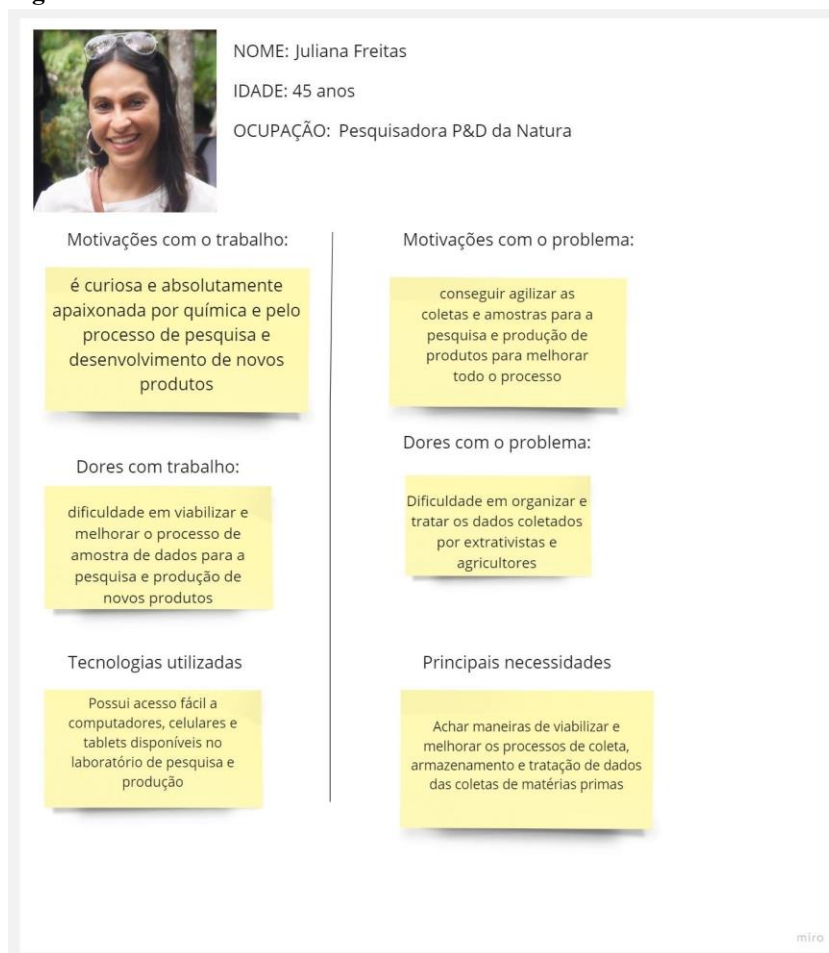 NOME: Juliana Freitas
IDADE: 45 anos
OCUPAÇÃO: Pesquisadora P&D da Natura
Motivações com o trabalho:
é curiosa e absolutamente
apaixonada por química e pelo
processo de pesquisa e
desenvolvimento de novos
produtos
Dores com trabalho:
dificuldade em viabilizar e
melhorar o processo de
amostra de dados para a
pesquisa e produção de
novos produtos
Tecnologias utilizadas
Possui acesso fácil a
computadores, celulares e
tablets disponíveis no
laboratório de pesquisa e
produção
Motivações com o problema:
conseguir agilizar as
coletas e amostras para a
pesquisa e produção de
produtos para melhorar
todo o processo
Dores com o problema:
Dificuldade em organizar e
tratar os dados coletados
por extrativistas e
agricultores
Principais necessidades
Achar maneiras de viabilizar e
melhorar os processos de coleta,
armazenamento e tratação de dados
das coletas de matérias primas
miro